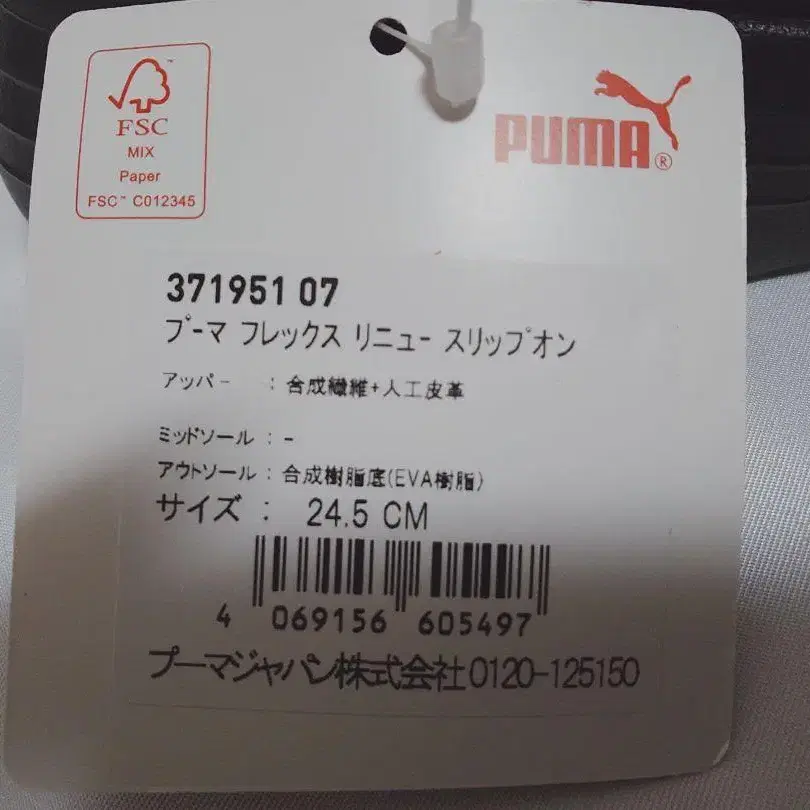 FSC
MIX
Paper
FSC™ C012345
PUMA®
371951 07
プーマ フレックス リニュー スリップオン
アッパー : 合成繊維+人工皮革
ミッドソール : -
アウトソール : 合成樹脂底(EVA樹脂)
サイズ : 24.5 CM
4 069156 605497
プーマジャパン株式会社0120-125150